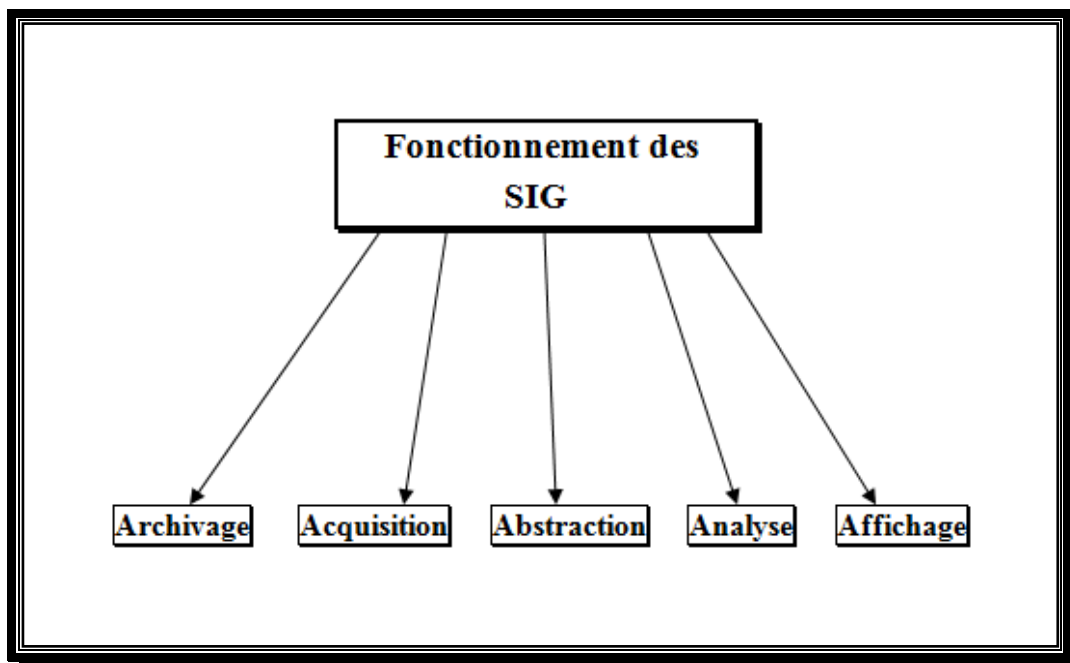 Fonctionnement des
SIG
Archivage
Acquisition
Abstraction
Analyse
Affichage